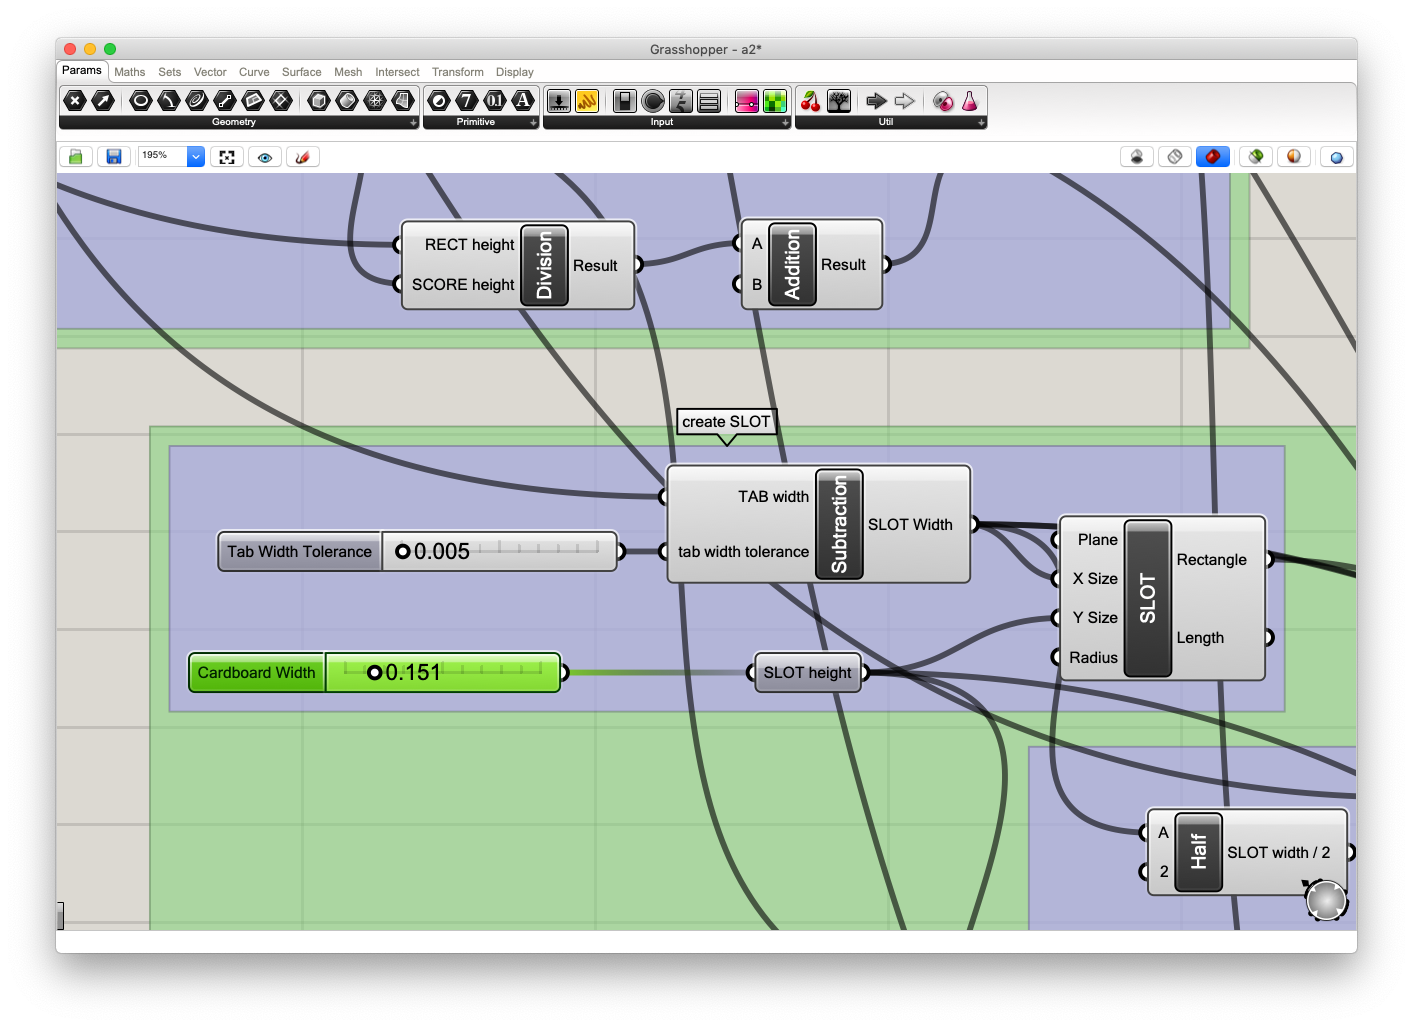 Grasshopper - a2*
Params Maths Sets Vector Curve Surface Mesh Intersect Transform Display
7 0.1 A
Geometry Primitive Input Util
195%
RECT height
SCORE height
Division
Result
A
B
Addition
Result
create SLOT
TAB width
tab width tolerance
Subtraction
SLOT Width
Tab Width Tolerance 0.005
Plane
X Size
Y Size
Radius
SLOT
Rectangle
Length
Cardboard Width 0.151
SLOT height
A
2
Half
SLOT width / 2